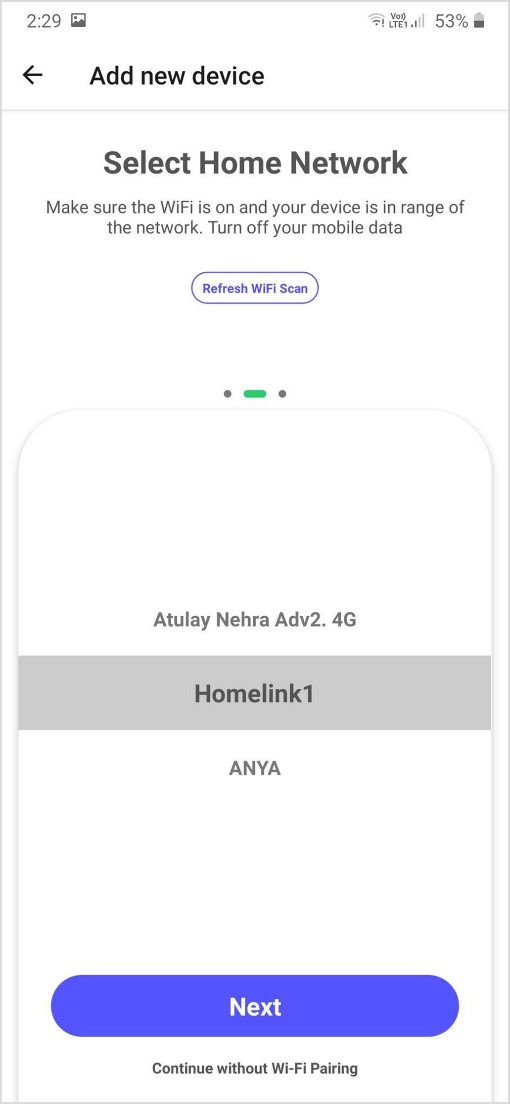 2:29
Vo))
LTE1
53%
Add new device
Select Home Network
Make sure the WiFi is on and your device is in range of
the network. Turn off your mobile data
Refresh WiFi Scan
Atulay Nehra Adv2. 4G
Homelink1
ANYA
Next
Continue without Wi-Fi Pairing